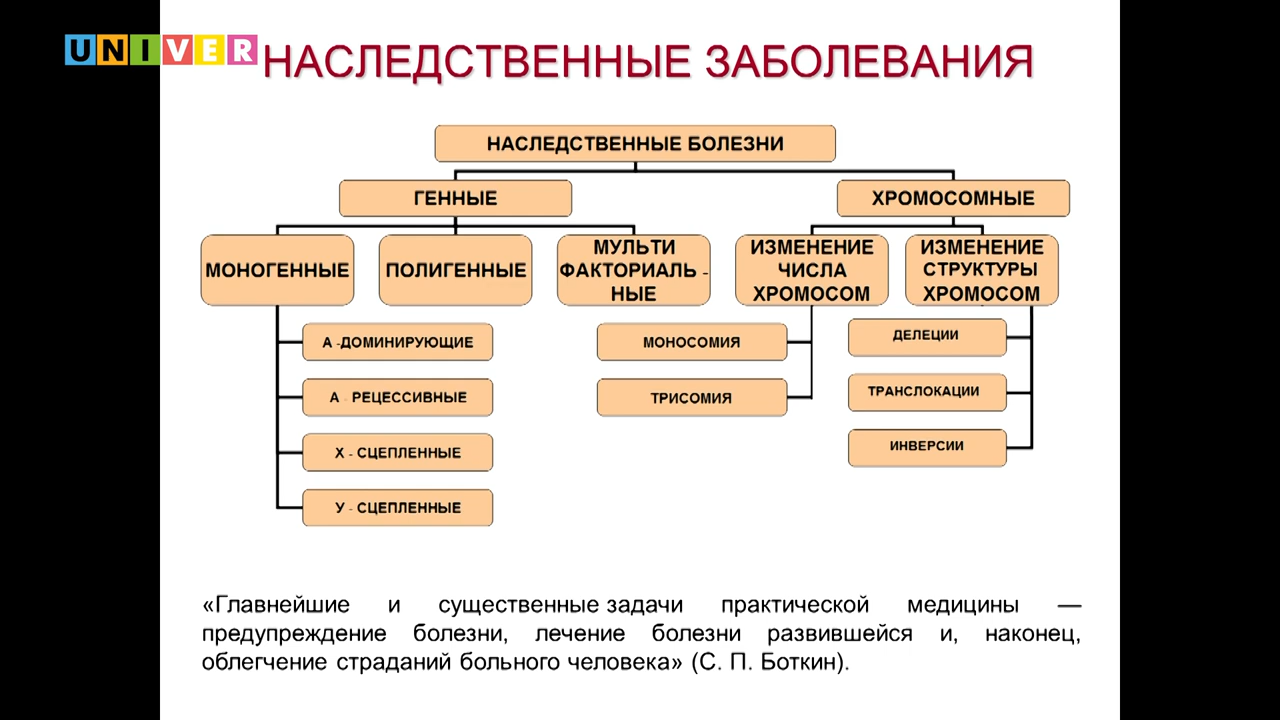 UNIVER
НАСЛЕДСТВЕННЫЕ ЗАБОЛЕВАНИЯ
НАСЛЕДСТВЕННЫЕ БОЛЕЗНИ
ГЕННЫЕ
ХРОМОСОМНЫЕ
МОНОГЕННЫЕ
ПОЛИГЕННЫЕ
МУЛЬТИ
ФАКТОРИАЛЬ -
НЫЕ
ИЗМЕНЕНИЕ
ЧИСЛА
ХРОМОСОМ
ИЗМЕНЕНИЕ
СТРУКТУРЫ
ХРОМОСОМ
А -ДОМИНИРУЮЩИЕ
А - РЕЦЕССИВНЫЕ
Х - СЦЕПЛЕННЫЕ
У - СЦЕПЛЕННЫЕ
МОНОСОМИЯ
ТРИСОМИЯ
ДЕЛЕЦИИ
ТРАНСЛОКАЦИИ
ИНВЕРСИИ
«Главнейшие и существенные задачи практической медицины —
предупреждение болезни, лечение болезни развившейся и, наконец,
облегчение страданий больного человека» (С. П. Боткин).